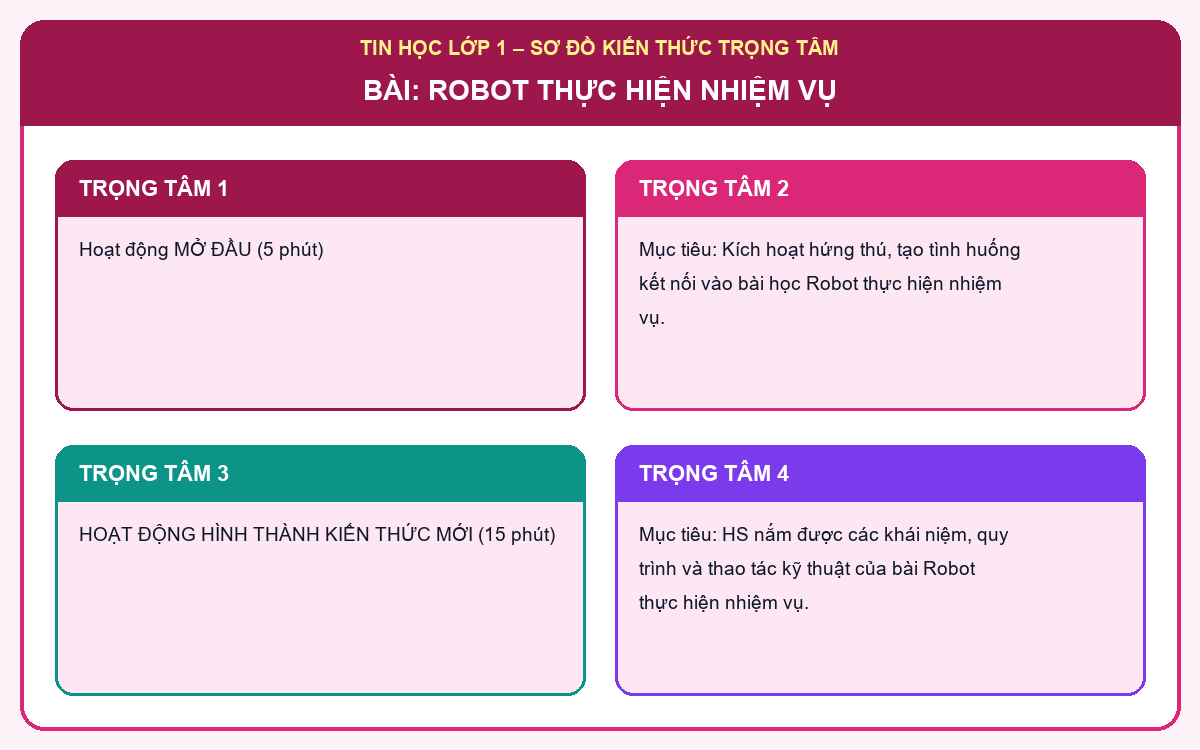 TIN HỌC LỚP 1 – SƠ ĐỒ KIẾN THỨC TRỌNG TÂM
BÀI: ROBOT THỰC HIỆN NHIỆM VỤ
TRỌNG TÂM 1
Hoạt động MỞ ĐẦU (5 phút)
TRỌNG TÂM 2
Mục tiêu: Kích hoạt hứng thú, tạo tình huống
kết nối vào bài học Robot thực hiện nhiệm
vụ.
TRỌNG TÂM 3
HOẠT ĐỘNG HÌNH THÀNH KIẾN THỨC MỚI (15 phút)
TRỌNG TÂM 4
Mục tiêu: HS nắm được các khái niệm, quy
trình và thao tác kỹ thuật của bài Robot
thực hiện nhiệm vụ.